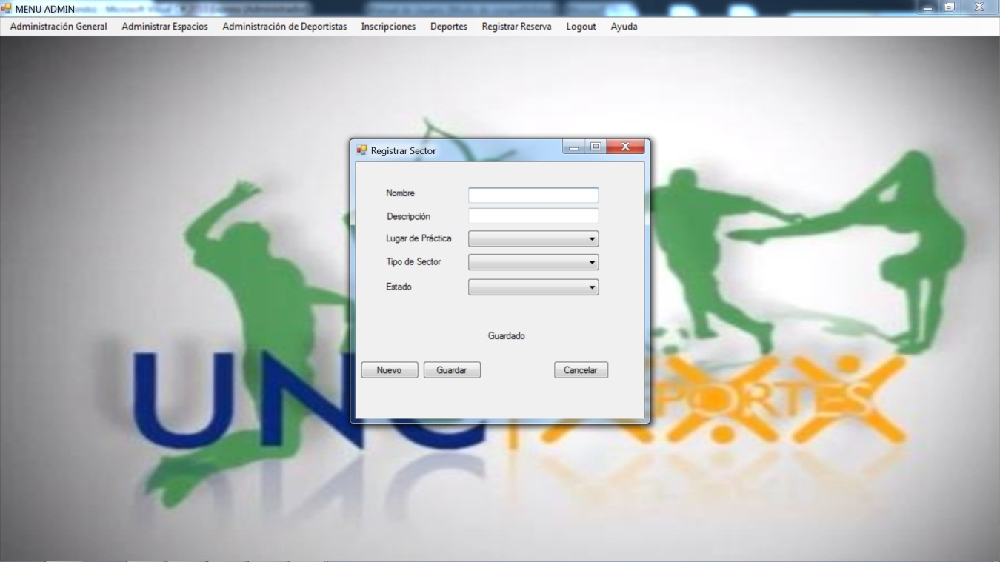 MENU ADMIN
Administración General Administrar Espacios Administración de Deportistas Inscripciones Deportes Registrar Reserva Logout Ayuda
Registrar Sector
Nombre
Descripción
Lugar de Práctica
Tipo de Sector
Estado
Guardado
Nuevo Guardar Cancelar
UNC
PORTES